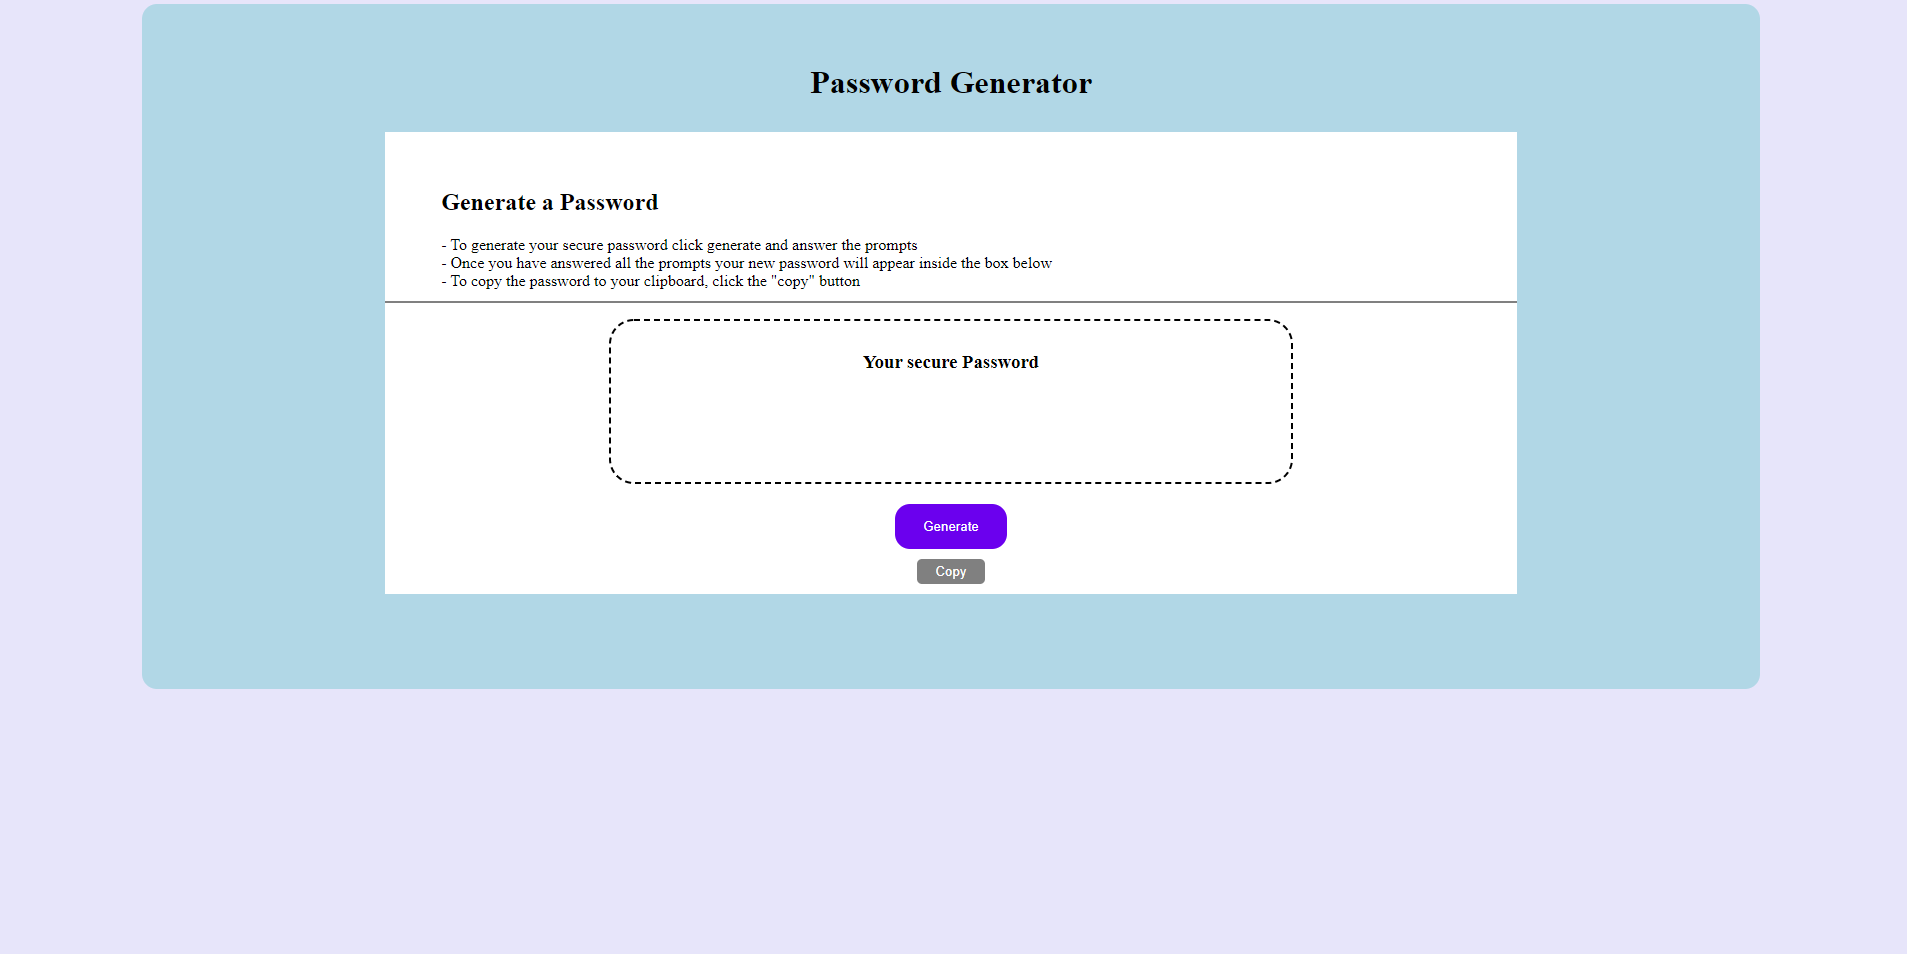 Password Generator
Generate a Password
- To generate your secure password click generate and answer the prompts
- Once you have answered all the prompts your new password will appear inside the box below
- To copy the password to your clipboard, click the "copy" button
Your secure Password
Generate
Copy